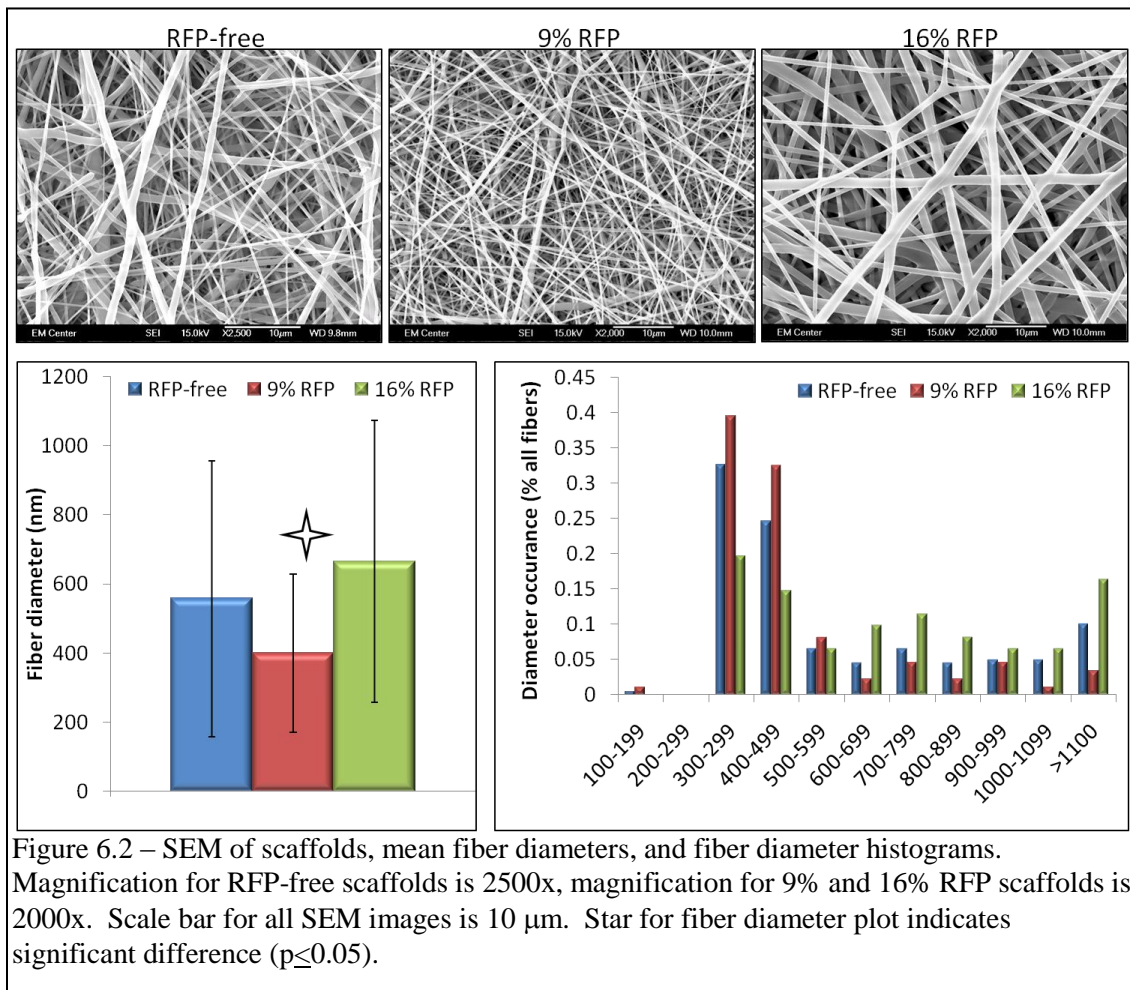 RFP-free 9% RFP 16% RFP
EM Center SEI 15.0kV X2,500 10μm WD 9.8mm
EM Center SEI 15.0kV X2,000 10μm WD 10.0mm
EM Center SEI 15.0kV X2,000 10μm WD 10.0mm
RFP-free 9% RFP 16% RFP
Fiber diameter (nm)
1200
1000
800
600
400
200
0
RFP-free 9% RFP 16% RFP
Diameter occurance (% all fibers)
0.45
0.4
0.35
0.3
0.25
0.2
0.15
0.1
0.05
0
100-199
200-299
300-299
400-499
500-599
600-699
700-799
800-899
900-999
1000-1099
>1100
Figure 6.2 – SEM of scaffolds, mean fiber diameters, and fiber diameter histograms.
Magnification for RFP-free scaffolds is 2500x, magnification for 9% and 16% RFP scaffolds is
2000x. Scale bar for all SEM images is 10 μm. Star for fiber diameter plot indicates
significant difference (p≤0.05).